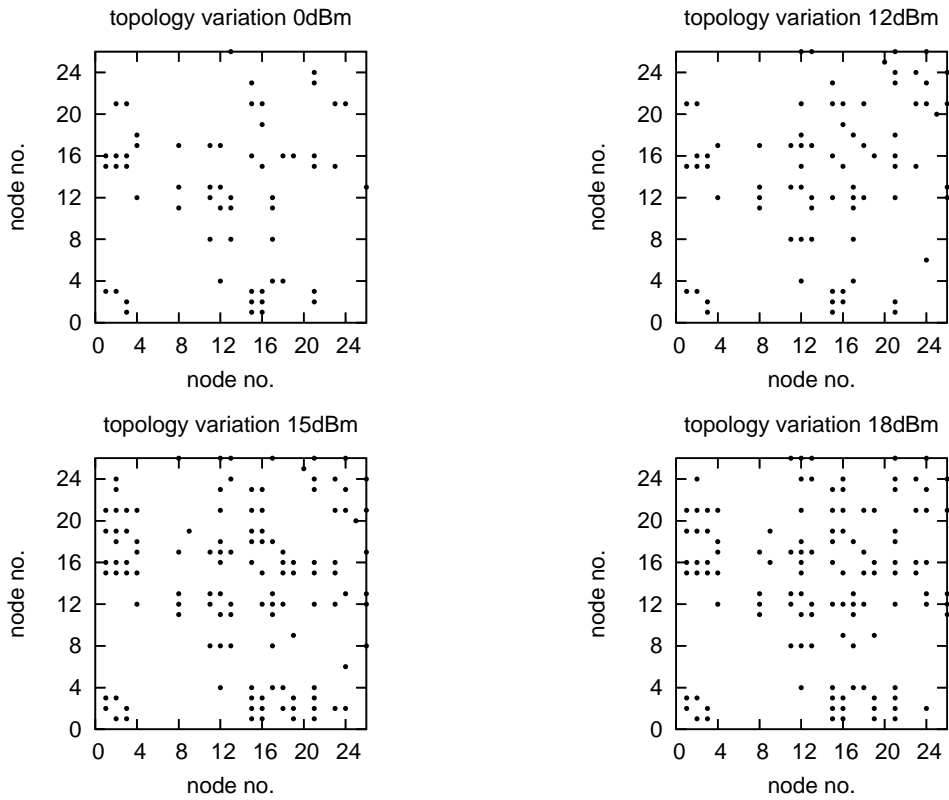 topology variation 0dBm
24
20
16
12
8
4
0
node no.
0 4 8 12 16 20 24
node no.
topology variation 12dBm
24
20
16
12
8
4
0
node no.
0 4 8 12 16 20 24
node no.
topology variation 15dBm
24
20
16
12
8
4
0
node no.
0 4 8 12 16 20 24
node no.
topology variation 18dBm
24
20
16
12
8
4
0
node no.
0 4 8 12 16 20 24
node no.